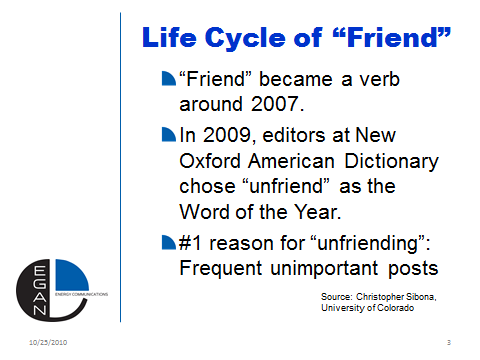 Life Cycle of “Friend”
“Friend” became a verb
around 2007.
In 2009, editors at New
Oxford American Dictionary
chose “unfriend” as the
Word of the Year.
#1 reason for “unfriending”:
Frequent unimportant posts
Source: Christopher Sibona,
University of Colorado
EGAN
ENERGY COMMUNICATIONS
10/25/2010
3